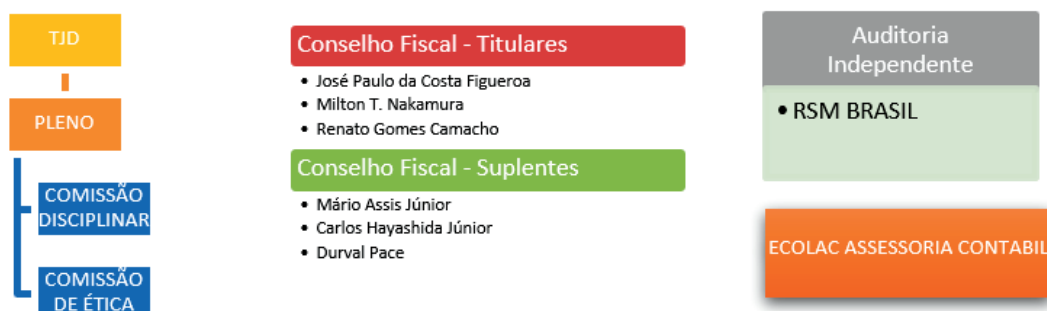 TJD
PLENO
COMISSÃO
DISCIPLINAR
COMISSÃO
DE ÉTICA
Conselho Fiscal - Titulares
• José Paulo da Costa Figueroa
• Milton T. Nakamura
• Renato Gomes Camacho
Conselho Fiscal - Suplentes
• Mário Assis Júnior
• Carlos Hayashida Júnior
• Durval Pace
Auditoria
Independente
• RSM BRASIL
ECOLAC ASSESSORIA CONTABIL